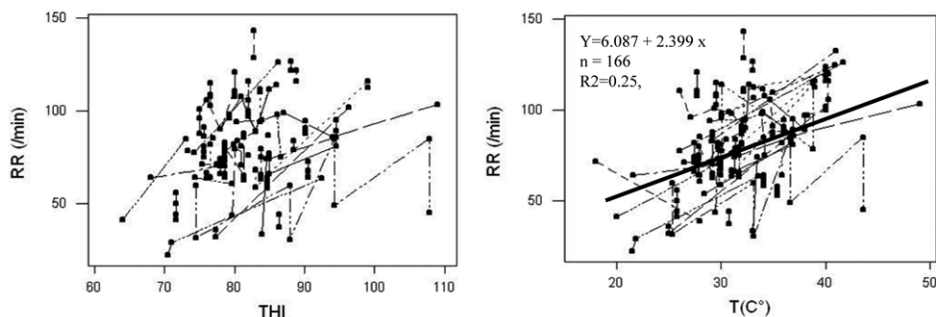 150
100
50
RR (/min)
60 70 80 90 100 110
THI
150
100
50
RR (/min)
Y=6.087 + 2.399 x
n = 166
R2=0.25,
20 30 40 50
T(C°)